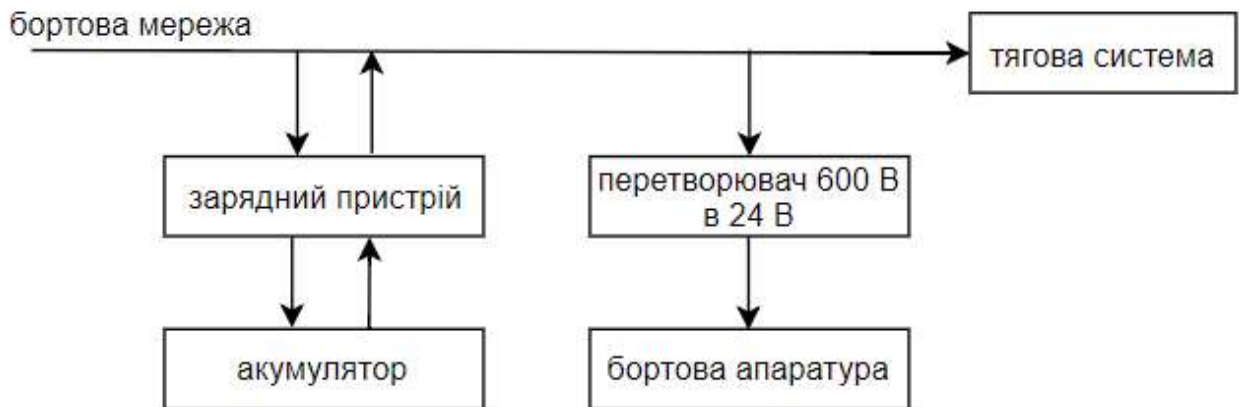 бортова мережа
тягова система
зарядний пристрій
перетворювач 600 В
в 24 В
акумулятор
бортова апаратура